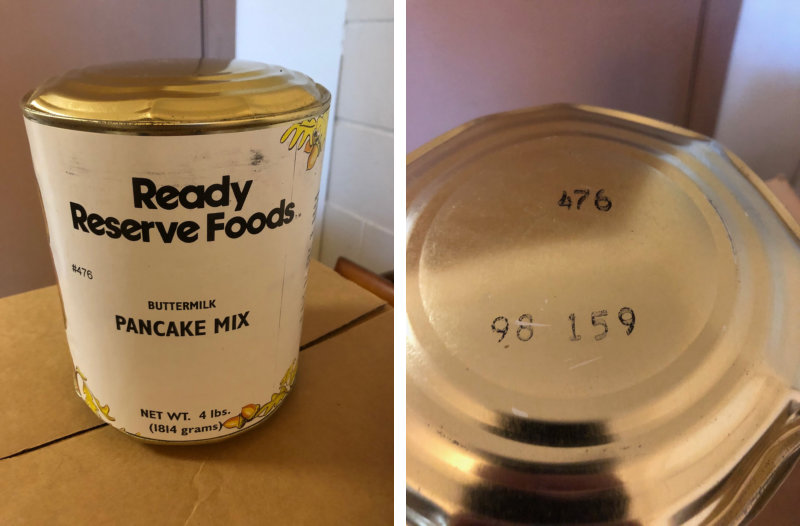 Ready
Reserve Foods
#476
BUTTERMILK
PANCAKE MIX
NET WT. 4 lbs.
(1814 grams)
476
98 159